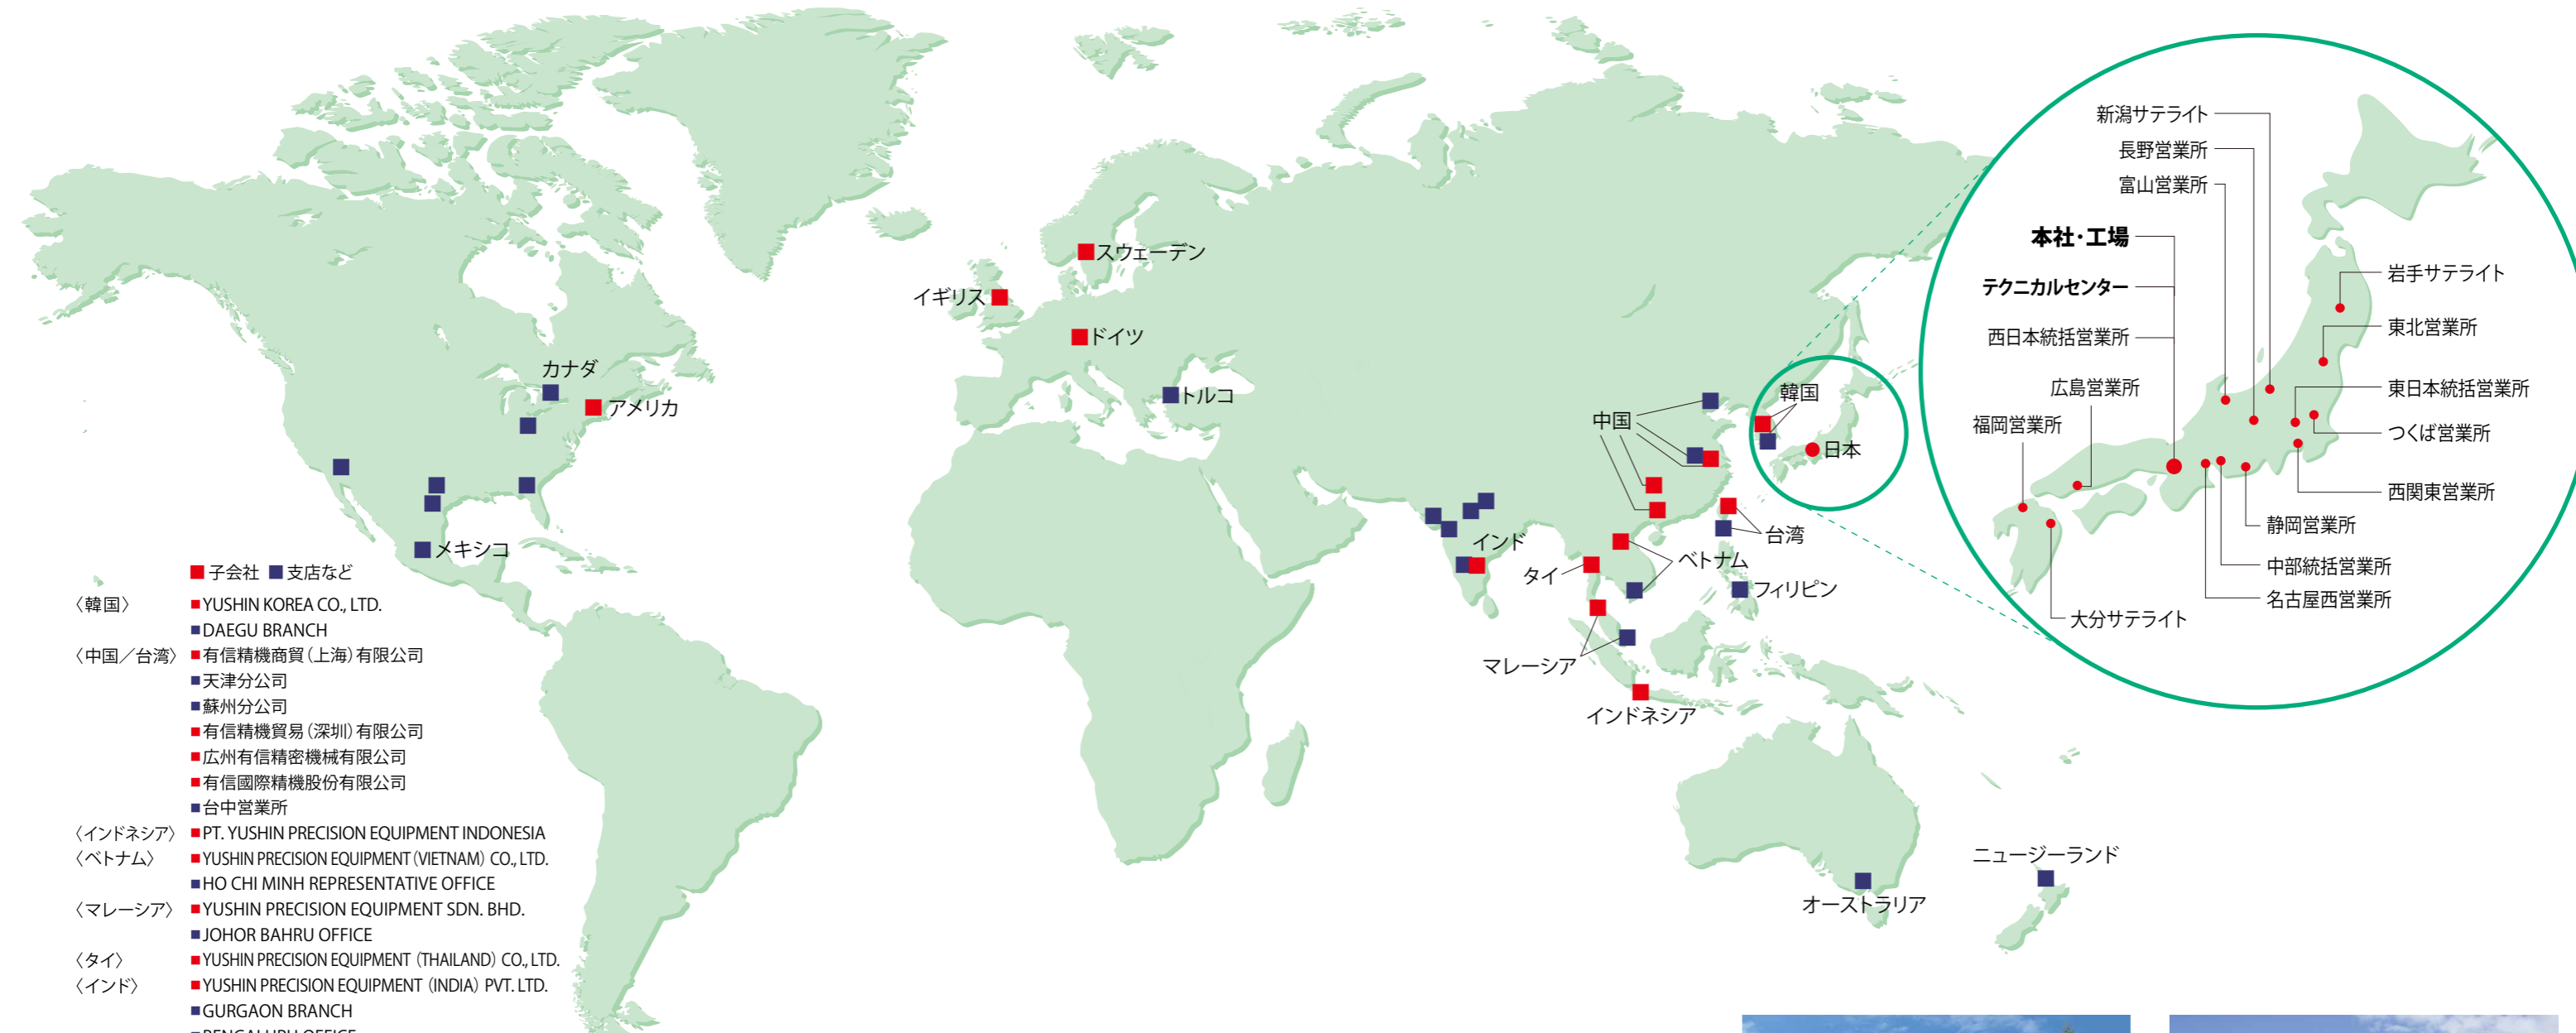 新潟サテライト
長野営業所
富山営業所
本社・工場
テクニカルセンター
西日本統括営業所
広島営業所
福岡営業所
岩手サテライト
東北営業所
東日本統括営業所
つくば営業所
西関東営業所
静岡営業所
中部統括営業所
名古屋西営業所
大分サテライト
スウェーデン
イギリス
ドイツ
トルコ
カナダ
アメリカ
メキシコ
中国
韓国
日本
台湾
インド
ベトナム
タイ
フィリピン
マレーシア
インドネシア
オーストラリア
ニュージーランド
■子会社 ■支店など
〈韓国〉 ■YUSHIN KOREA CO., LTD.
■DAEGU BRANCH
〈中国／台湾〉 ■有信精機商貿（上海）有限公司
■天津分公司
■蘇州分公司
■有信精機貿易（深圳）有限公司
■広州有信精密機械有限公司
■有信國際精機股份有限公司
■台中営業所
〈インドネシア〉 ■PT. YUSHIN PRECISION EQUIPMENT INDONESIA
〈ベトナム〉 ■YUSHIN PRECISION EQUIPMENT（VIETNAM）CO., LTD.
■HO CHI MINH REPRESENTATIVE OFFICE
〈マレーシア〉 ■YUSHIN PRECISION EQUIPMENT SDN. BHD.
■JOHOR BAHRU OFFICE
〈タイ〉 ■YUSHIN PRECISION EQUIPMENT（THAILAND）CO., LTD.
〈インド〉 ■YUSHIN PRECISION EQUIPMENT（INDIA）PVT. LTD.
■GURGAON BRANCH